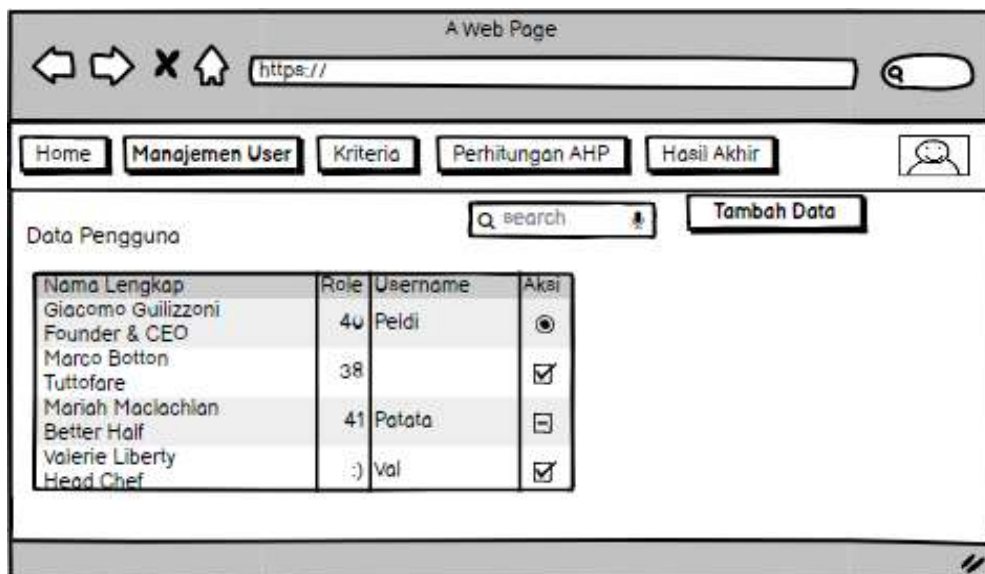 A Web Page
https://
Home Manajemen User Kriteria Perhitungan AHP Hasil Akhir
search Tambah Data
Data Pengguna
Nama Lengkap Role Username Aksi
Giacomo Guilizzoni
Founder & CEO 40 Peldi
Marco Botton
Tuttofare 38
Mariah Maclachlan
Better Half 41 Patata
Valerie Liberty
Head Chef :) Val